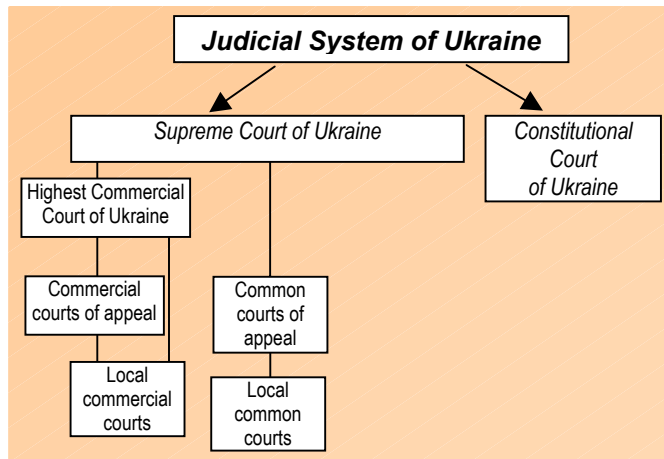 Judicial System of Ukraine
Supreme Court of Ukraine
Constitutional
Court
of Ukraine
Highest Commercial
Court of Ukraine
Commercial
courts of appeal
Common
courts of
appeal
Local
commercial
courts
Local
common
courts